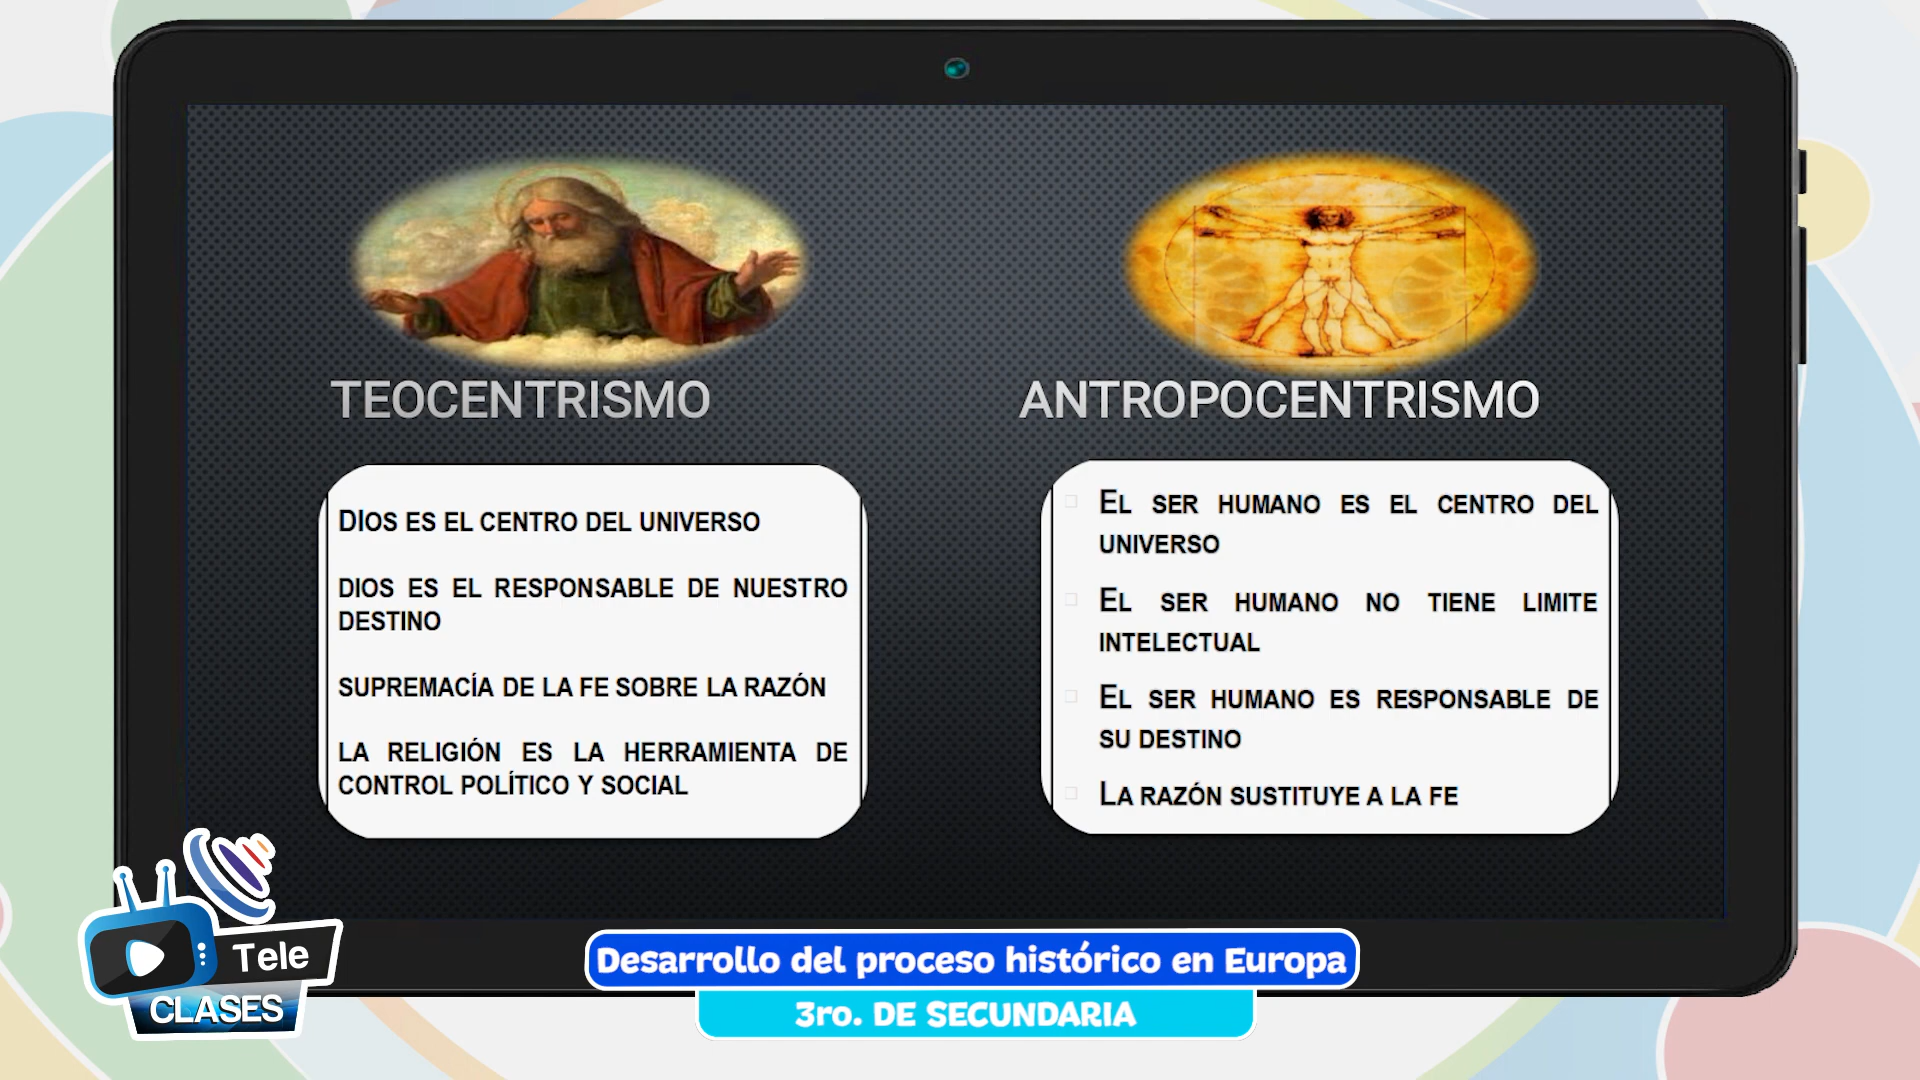 TEOCENTRISMO
DIOS ES EL CENTRO DEL UNIVERSO
DIOS ES EL RESPONSABLE DE NUESTRO
DESTINO
SUPREMACÍA DE LA FE SOBRE LA RAZÓN
LA RELIGIÓN ES LA HERRAMIENTA DE
CONTROL POLÍTICO Y SOCIAL
ANTROPOCENTRISMO
EL SER HUMANO ES EL CENTRO DEL
UNIVERSO
EL SER HUMANO NO TIENE LIMITE
INTELECTUAL
EL SER HUMANO ES RESPONSABLE DE
SU DESTINO
LA RAZÓN SUSTITUYE A LA FE
Tele
CLASES
Desarrollo del proceso histórico en Europa
3ro. DE SECUNDARIA